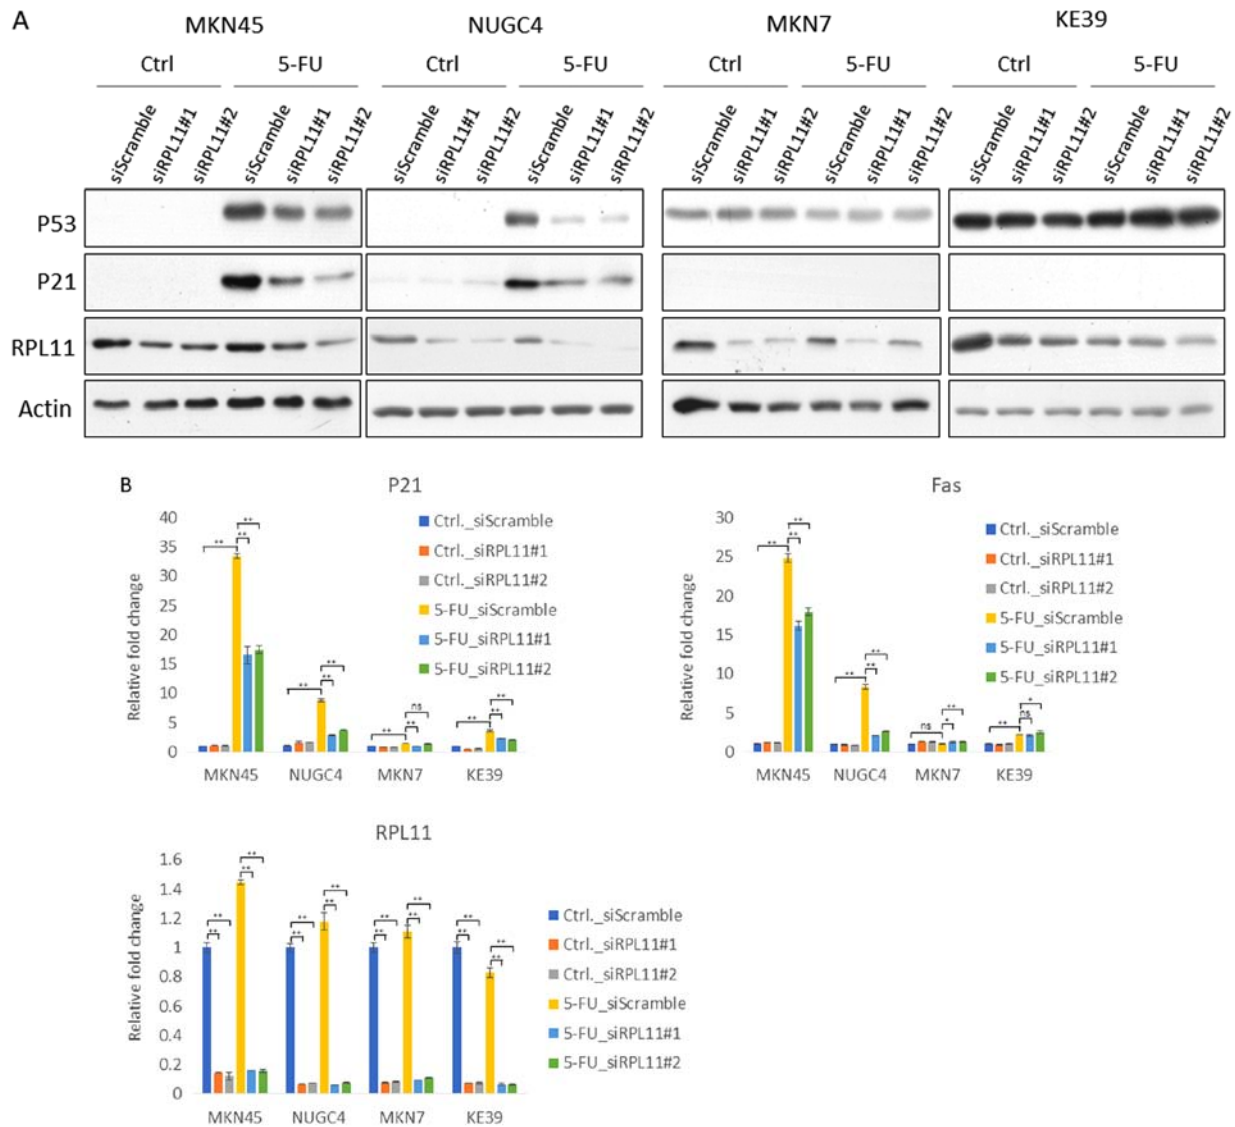 A
MKN45 NUGC4 MKN7 KE39
Ctrl 5-FU Ctrl 5-FU Ctrl 5-FU Ctrl 5-FU
siScramble siRPL11#1 siRPL11#2 siScramble siRPL11#1 siRPL11#2 siScramble siRPL11#1 siRPL11#2 siScramble siRPL11#1 siRPL11#2 siScramble siRPL11#1 siRPL11#2 siScramble siRPL11#1 siRPL11#2 siScramble siRPL11#1 siRPL11#2 siScramble siRPL11#1 siRPL11#2
P53
P21
RPL11
Actin
B
P21
Relative fold change
40
35
30
25
20
15
10
5
0
** ** **
** ** **
** ** ns
** ** **
MKN45 NUGC4 MKN7 KE39
Ctrl._siScramble
Ctrl._siRPL11#1
Ctrl._siRPL11#2
5-FU_siScramble
5-FU_siRPL11#1
5-FU_siRPL11#2
Fas
Relative fold change
30
25
20
15
10
5
0
** ** **
** ** **
ns * **
** ns *
MKN45 NUGC4 MKN7 KE39
Ctrl._siScramble
Ctrl._siRPL11#1
Ctrl._siRPL11#2
5-FU_siScramble
5-FU_siRPL11#1
5-FU_siRPL11#2
RPL11
Relative fold change
1.6
1.4
1.2
1
0.8
0.6
0.4
0.2
0
** ** ** **
** ** ** **
** ** ** **
** ** ** **
MKN45 NUGC4 MKN7 KE39
Ctrl._siScramble
Ctrl._siRPL11#1
Ctrl._siRPL11#2
5-FU_siScramble
5-FU_siRPL11#1
5-FU_siRPL11#2